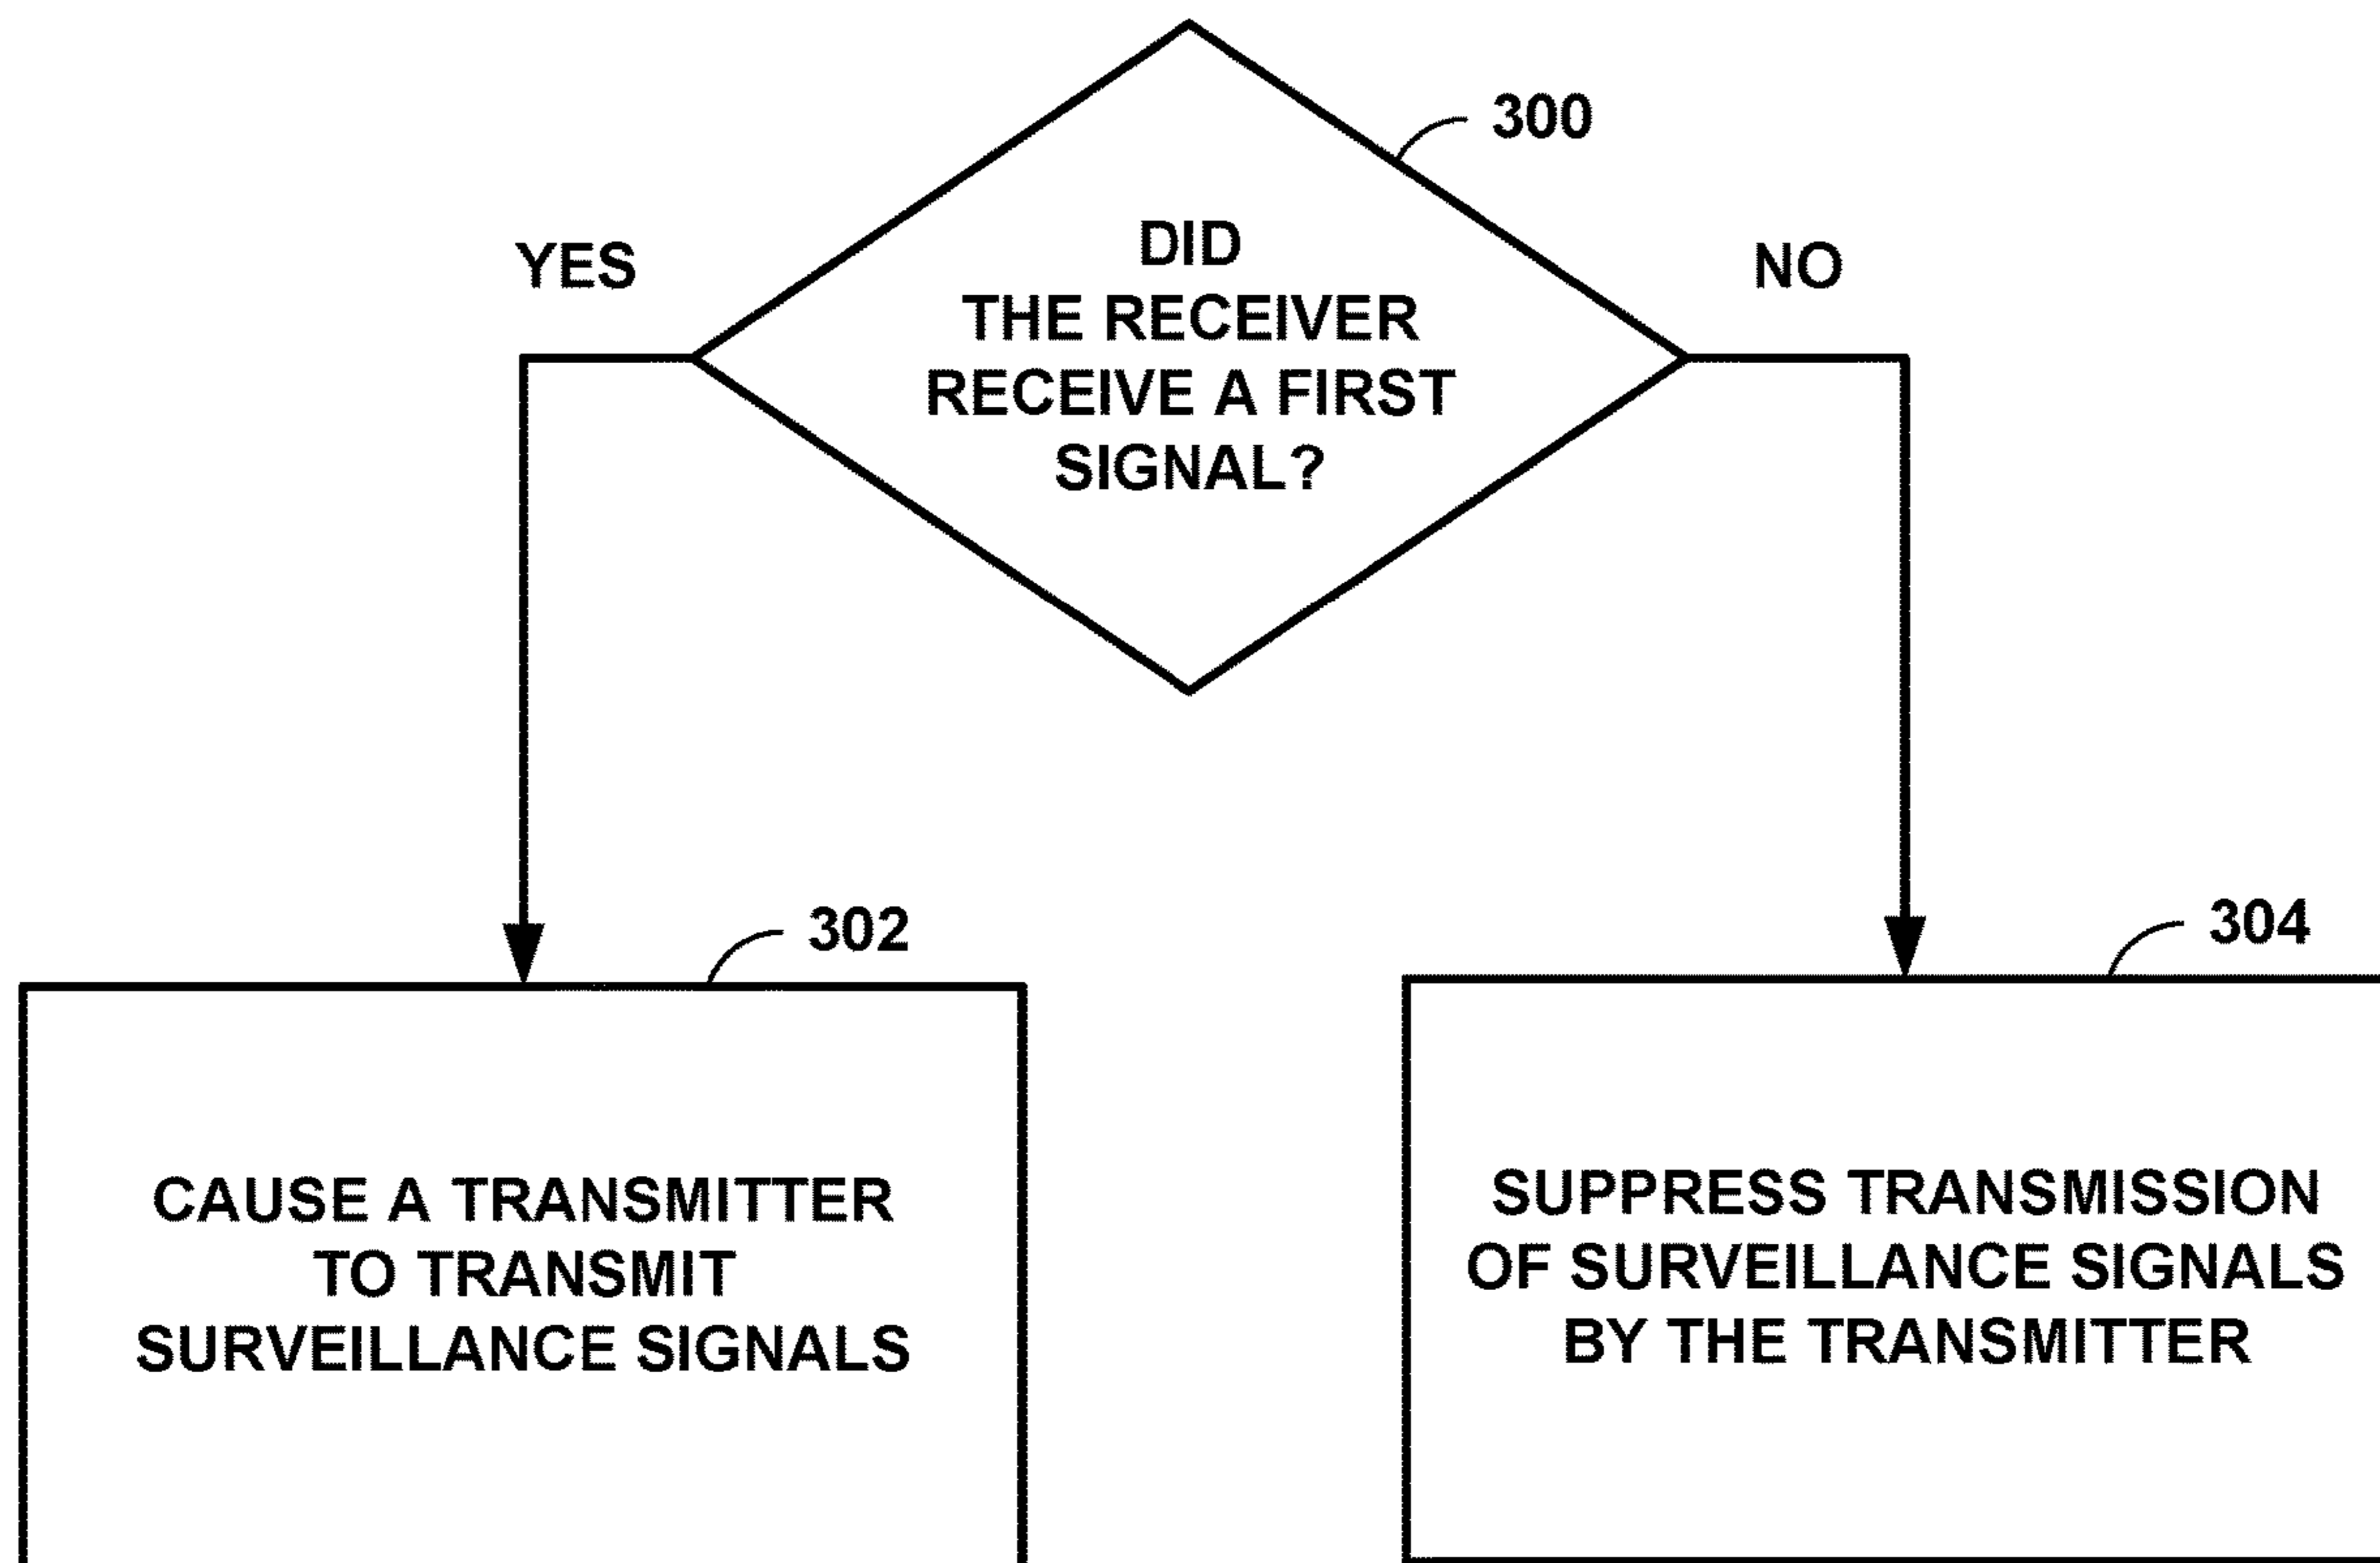 300
DID
THE RECEIVER
RECEIVE A FIRST
SIGNAL?
YES
NO
302
CAUSE A TRANSMITTER
TO TRANSMIT
SURVEILLANCE SIGNALS
304
SUPPRESS TRANSMISSION
OF SURVEILLANCE SIGNALS
BY THE TRANSMITTER